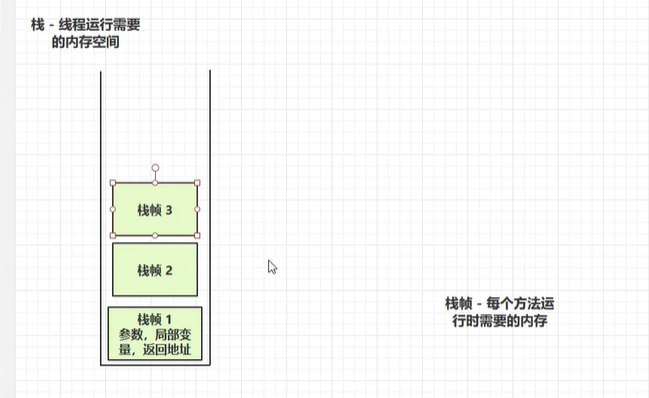 栈 - 线程运行需要
的内存空间
栈帧 3
栈帧 2
栈帧 1
参数，局部变
量，返回地址
栈帧 - 每个方法运
行时需要的内存